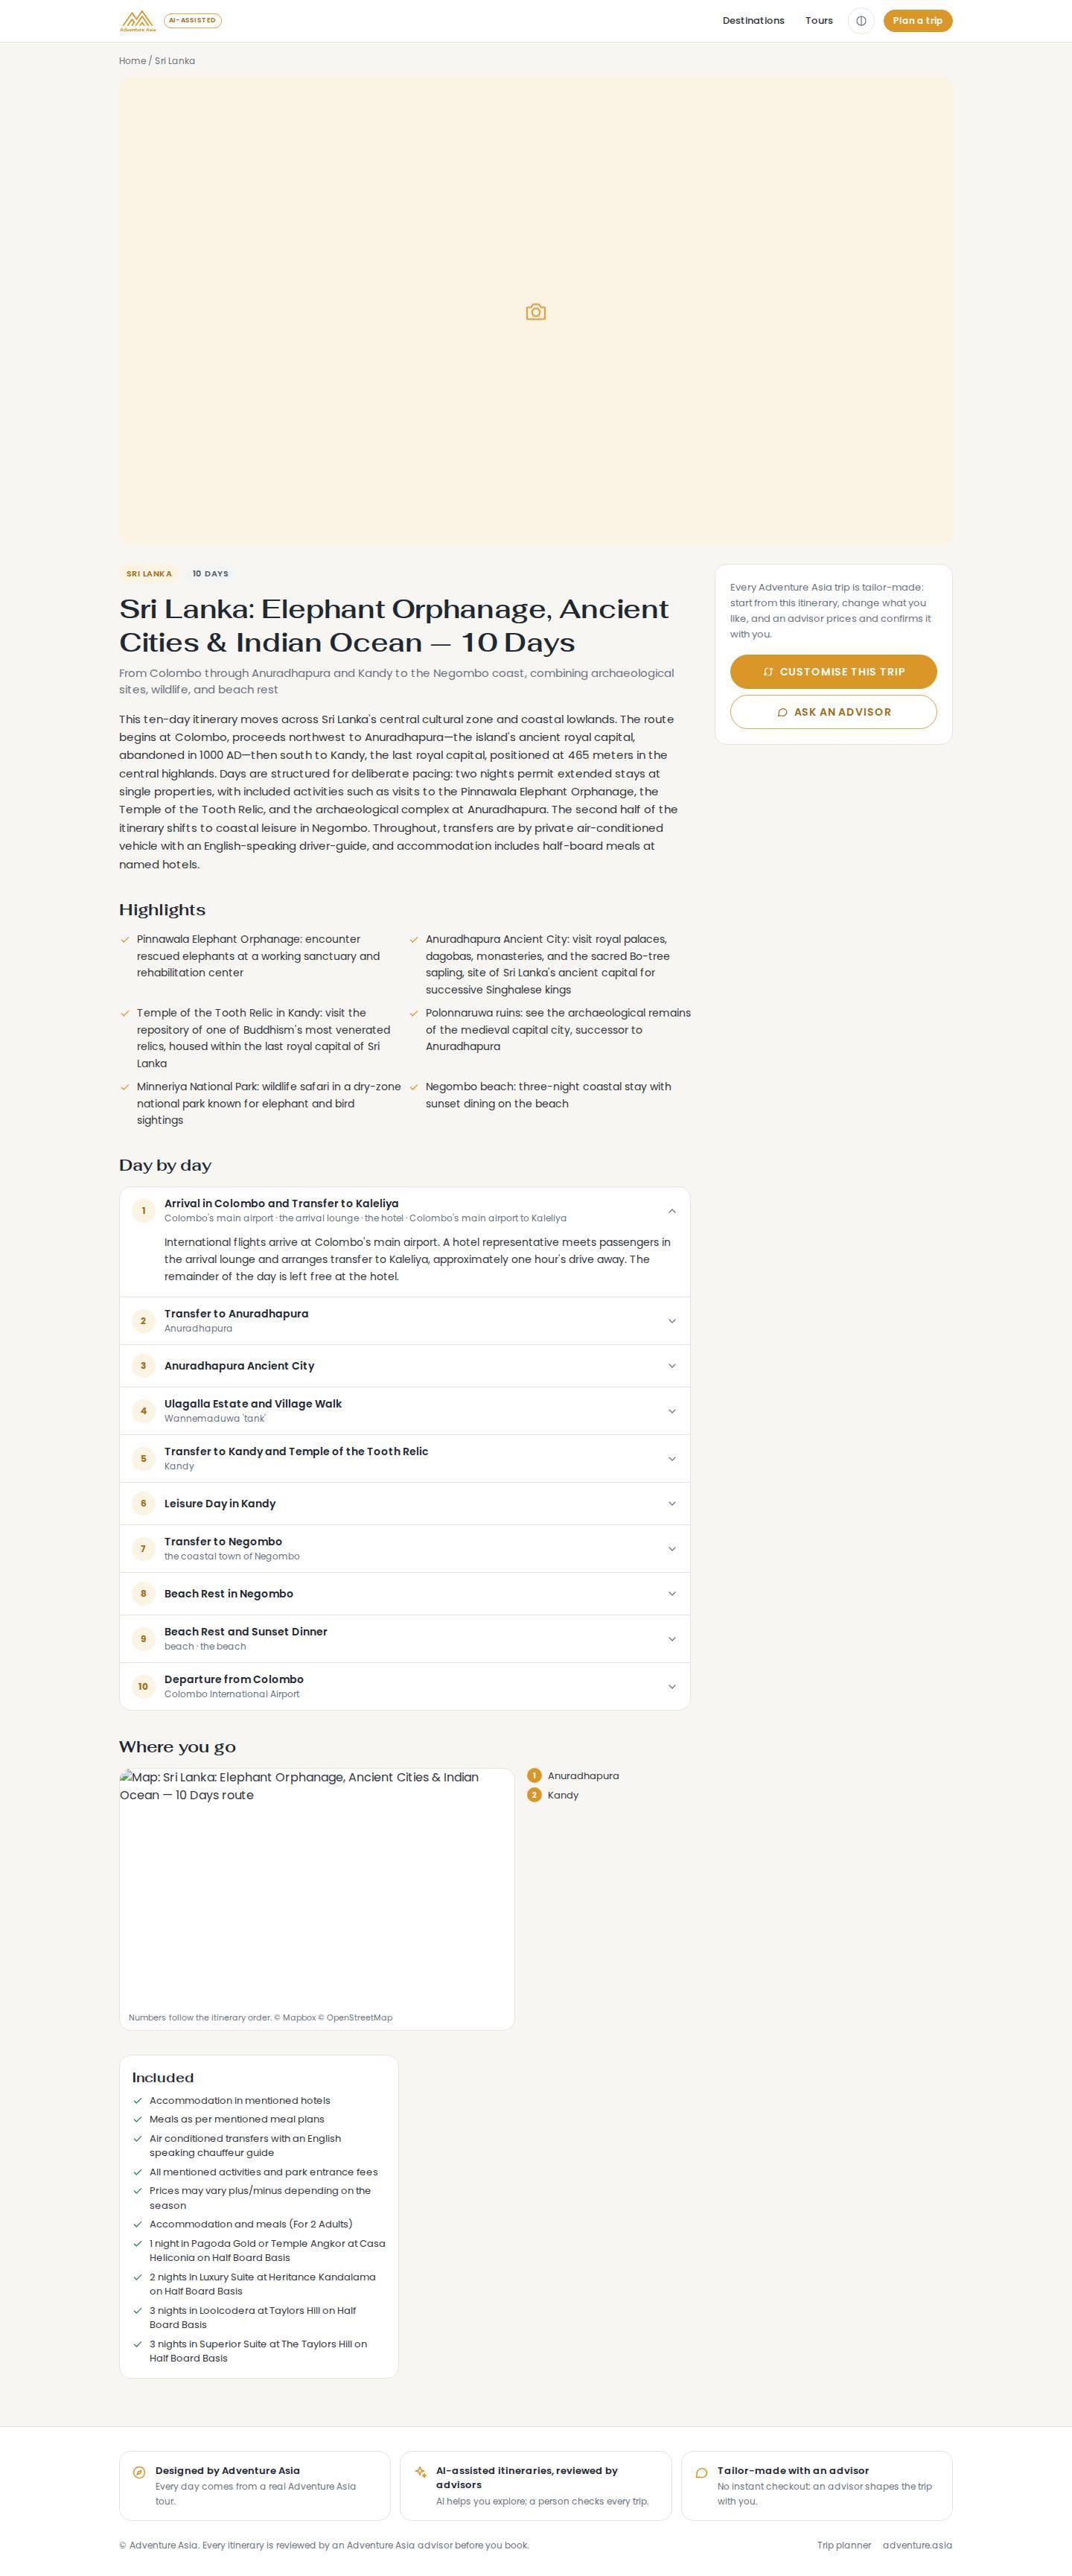 Adventure Asia
AI-ASSISTED
Destinations
Tours
Plan a trip
Home / Sri Lanka
SRI LANKA
10 DAYS
Sri Lanka: Elephant Orphanage, Ancient
Cities & Indian Ocean — 10 Days
From Colombo through Anuradhapura and Kandy to the Negombo coast, combining archaeological
sites, wildlife, and beach rest
This ten-day itinerary moves across Sri Lanka's central cultural zone and coastal lowlands. The route
begins at Colombo, proceeds northwest to Anuradhapura—the island's ancient royal capital,
abandoned in 1000 AD—then south to Kandy, the last royal capital, positioned at 465 meters in the
central highlands. Days are structured for deliberate pacing: two nights permit extended stays at
single properties, with included activities such as visits to the Pinnawala Elephant Orphanage, the
Temple of the Tooth Relic, and the archaeological complex at Anuradhapura. The second half of the
itinerary shifts to coastal leisure in Negombo. Throughout, transfers are by private air-conditioned
vehicle with an English-speaking driver-guide, and accommodation includes half-board meals at
named hotels.
Every Adventure Asia trip is tailor-made:
start from this itinerary, change what you
like, and an advisor prices and confirms it
with you.
CUSTOMISE THIS TRIP
ASK AN ADVISOR
Highlights
Pinnawala Elephant Orphanage: encounter
rescued elephants at a working sanctuary and
rehabilitation center
Anuradhapura Ancient City: visit royal palaces,
dagobas, monasteries, and the sacred Bo-tree
sapling, site of Sri Lanka's ancient capital for
successive Singhalese kings
Temple of the Tooth Relic in Kandy: visit the
repository of one of Buddhism's most venerated
relics, housed within the last royal capital of Sri
Lanka
Polonnaruwa ruins: see the archaeological remains
of the medieval capital city, successor to
Anuradhapura
Minneriya National Park: wildlife safari in a dry-zone
national park known for elephant and bird
sightings
Negombo beach: three-night coastal stay with
sunset dining on the beach
Day by day
1
Arrival in Colombo and Transfer to Kaleliya
Colombo's main airport · the arrival lounge · the hotel · Colombo's main airport to Kaleliya
International flights arrive at Colombo's main airport. A hotel representative meets passengers in
the arrival lounge and arranges transfer to Kaleliya, approximately one hour's drive away. The
remainder of the day is left free at the hotel.
2
Transfer to Anuradhapura
Anuradhapura
3
Anuradhapura Ancient City
4
Ulagalla Estate and Village Walk
Wannemaduwa 'tank'
5
Transfer to Kandy and Temple of the Tooth Relic
Kandy
6
Leisure Day in Kandy
7
Transfer to Negombo
the coastal town of Negombo
8
Beach Rest in Negombo
9
Beach Rest and Sunset Dinner
beach · the beach
10
Departure from Colombo
Colombo International Airport
Where you go
Map: Sri Lanka: Elephant Orphanage, Ancient Cities & Indian
Ocean — 10 Days route
Numbers follow the itinerary order. © Mapbox © OpenStreetMap
1 Anuradhapura
2 Kandy
Included
Accommodation in mentioned hotels
Meals as per mentioned meal plans
Air conditioned transfers with an English
speaking chauffeur guide
All mentioned activities and park entrance fees
Prices may vary plus/minus depending on the
season
Accommodation and meals (For 2 Adults)
1 night in Pagoda Gold or Temple Angkor at Casa
Heliconia on Half Board Basis
2 nights in Luxury Suite at Heritance Kandalama
on Half Board Basis
3 nights in Loolcodera at Taylors Hill on Half
Board Basis
3 nights in Superior Suite at The Taylors Hill on
Half Board Basis
Designed by Adventure Asia
Every day comes from a real Adventure Asia
tour.
AI-assisted itineraries, reviewed by
advisors
AI helps you explore; a person checks every trip.
Tailor-made with an advisor
No instant checkout: an advisor shapes the trip
with you.
© Adventure Asia. Every itinerary is reviewed by an Adventure Asia advisor before you book.
Trip planner
adventure.asia